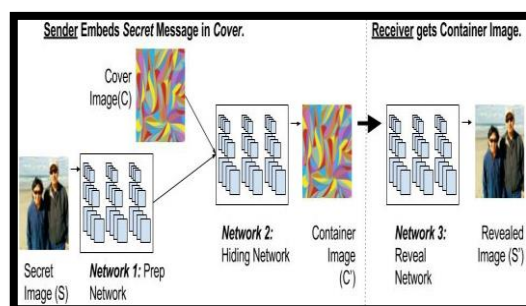 Sender Embeds Secret Message in Cover.
Receiver gets Container Image.
Cover
Image(C)
Secret
Image (S)
Network 1: Prep
Network
Network 2:
Hiding Network
Container
Image
(C')
Network 3:
Reveal
Network
Revealed
Image (S')